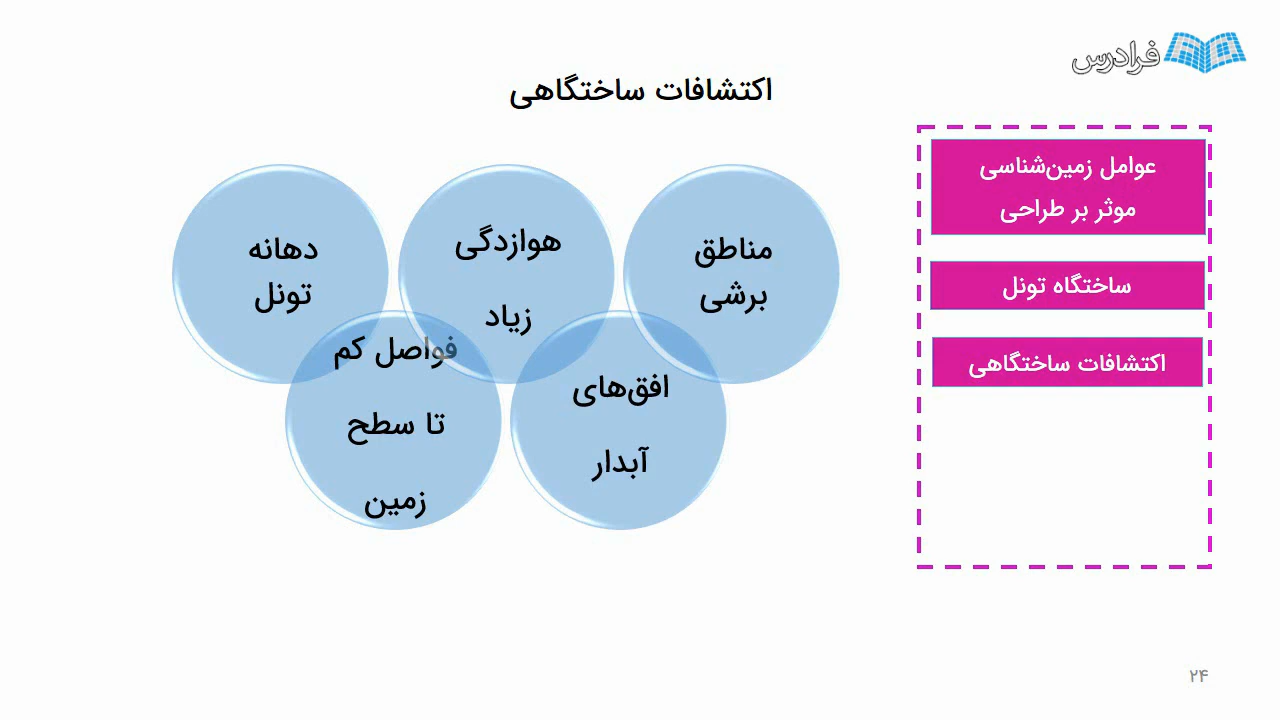 فرادرس
اکتشافات ساختگاهی
عوامل زمین‌شناسی
موثر بر طراحی
ساختگاه تونل
اکتشافات ساختگاهی
مناطق
برشی
افق‌های
آبدار
هوازدگی
زیاد
فواصل کم
تا سطح
زمین
دهانه
تونل
۲۴